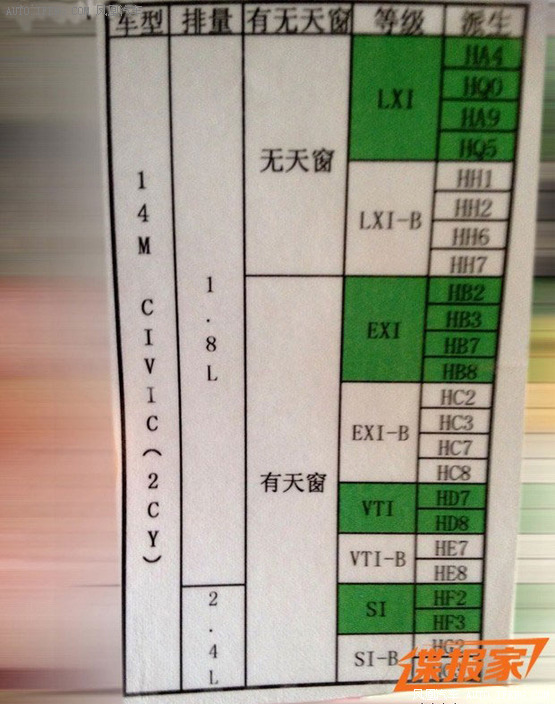 车型 排量 有无天窗 等级 派生
14M CIVIC(2CY)
1.8L
无天窗
LXI
HA4
HQ0
HA9
HQ5
LXI-B
HH1
HH2
HH6
HH7
有天窗
EXI
HB2
HB3
HB7
HB8
EXI-B
HC2
HC3
HC7
HC8
VTI
HD7
HD8
VTI-B
HE7
HE8
2.4L
SI
HF2
HF3
SI-B
谍报家